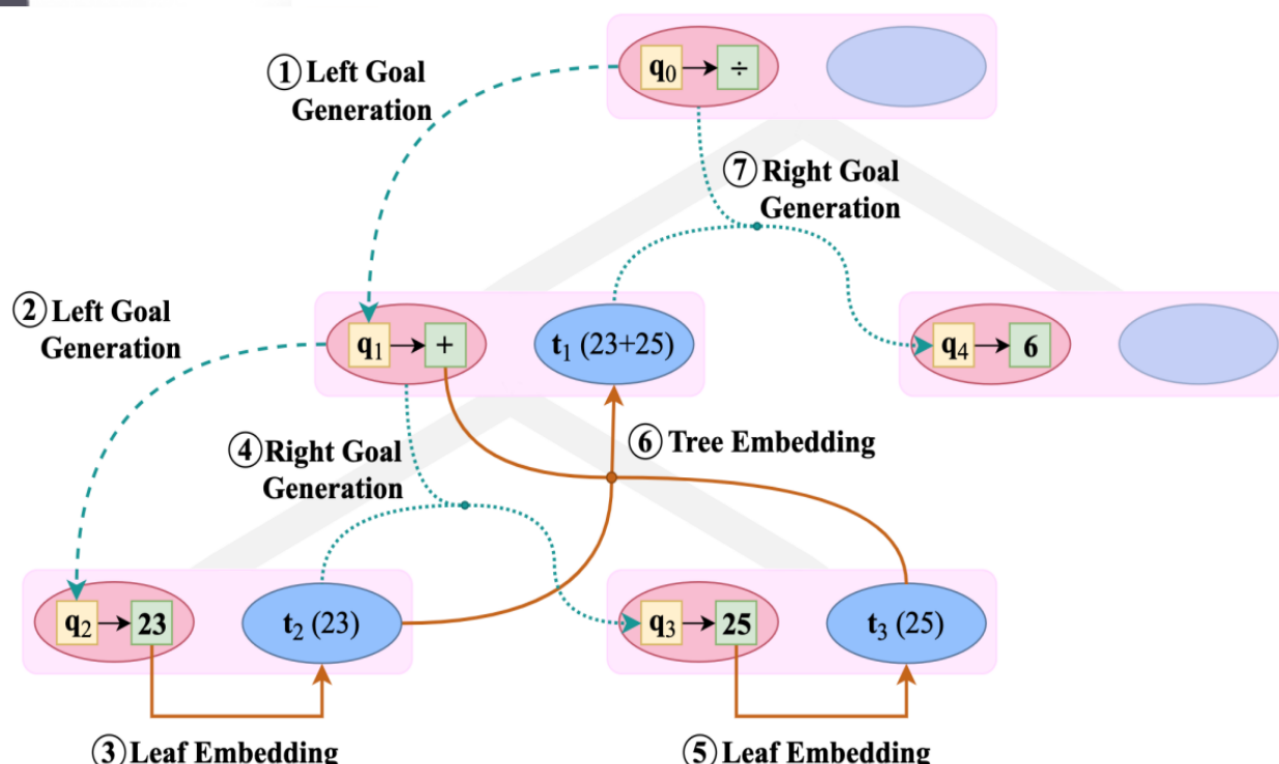 q₀ → ÷
① Left Goal
Generation
⑦ Right Goal
Generation
② Left Goal
Generation
q₁ → +
t₁ (23+25)
q₄ → 6
④ Right Goal
Generation
⑥ Tree Embedding
q₂ → 23
t₂ (23)
q₃ → 25
t₃ (25)
③ Leaf Embedding
⑤ Leaf Embedding